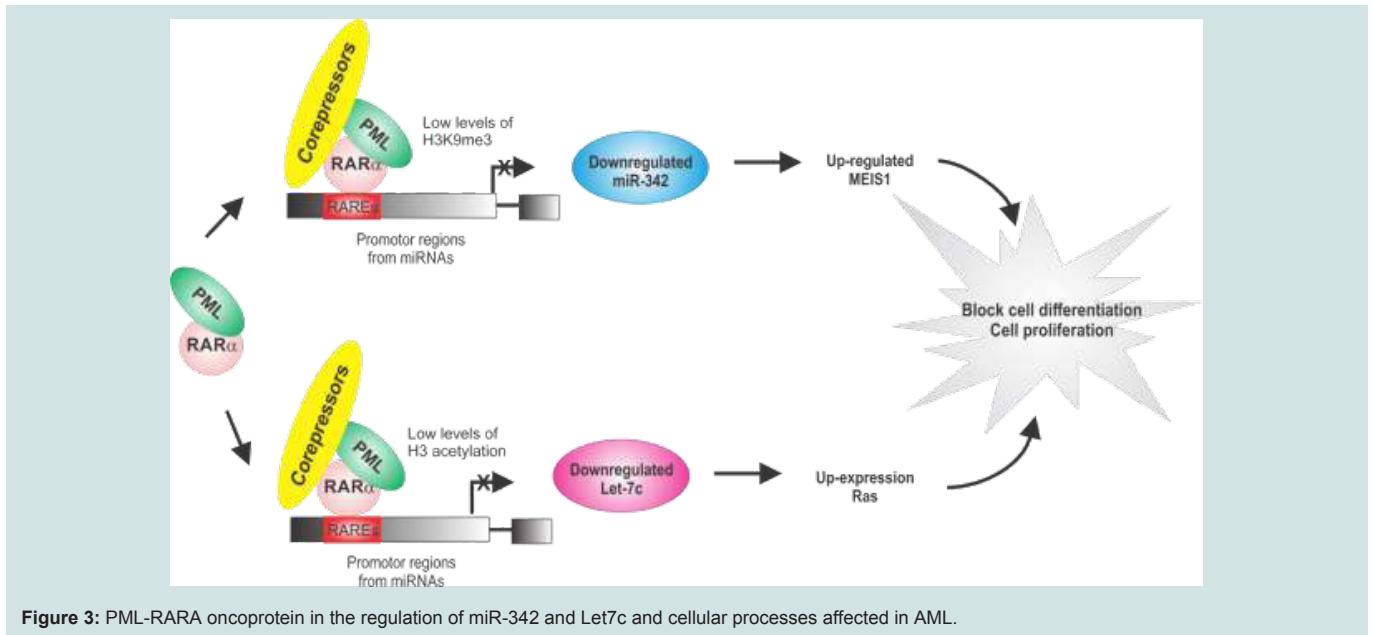 Corepressors
PML
RARα
RAREs
Low levels of
H3K9me3
Promotor regions
from miRNAs
Downregulated
miR-342
Up-regulated
MEIS1
PML
RARα
Block cell differentiation
Cell proliferation
Corepressors
PML
RARα
RAREs
Low levels of
H3 acetylation
Promotor regions
from miRNAs
Downregulated
Let-7c
Up-expression
Ras
Figure 3: PML-RARA oncoprotein in the regulation of miR-342 and Let7c and cellular processes affected in AML.